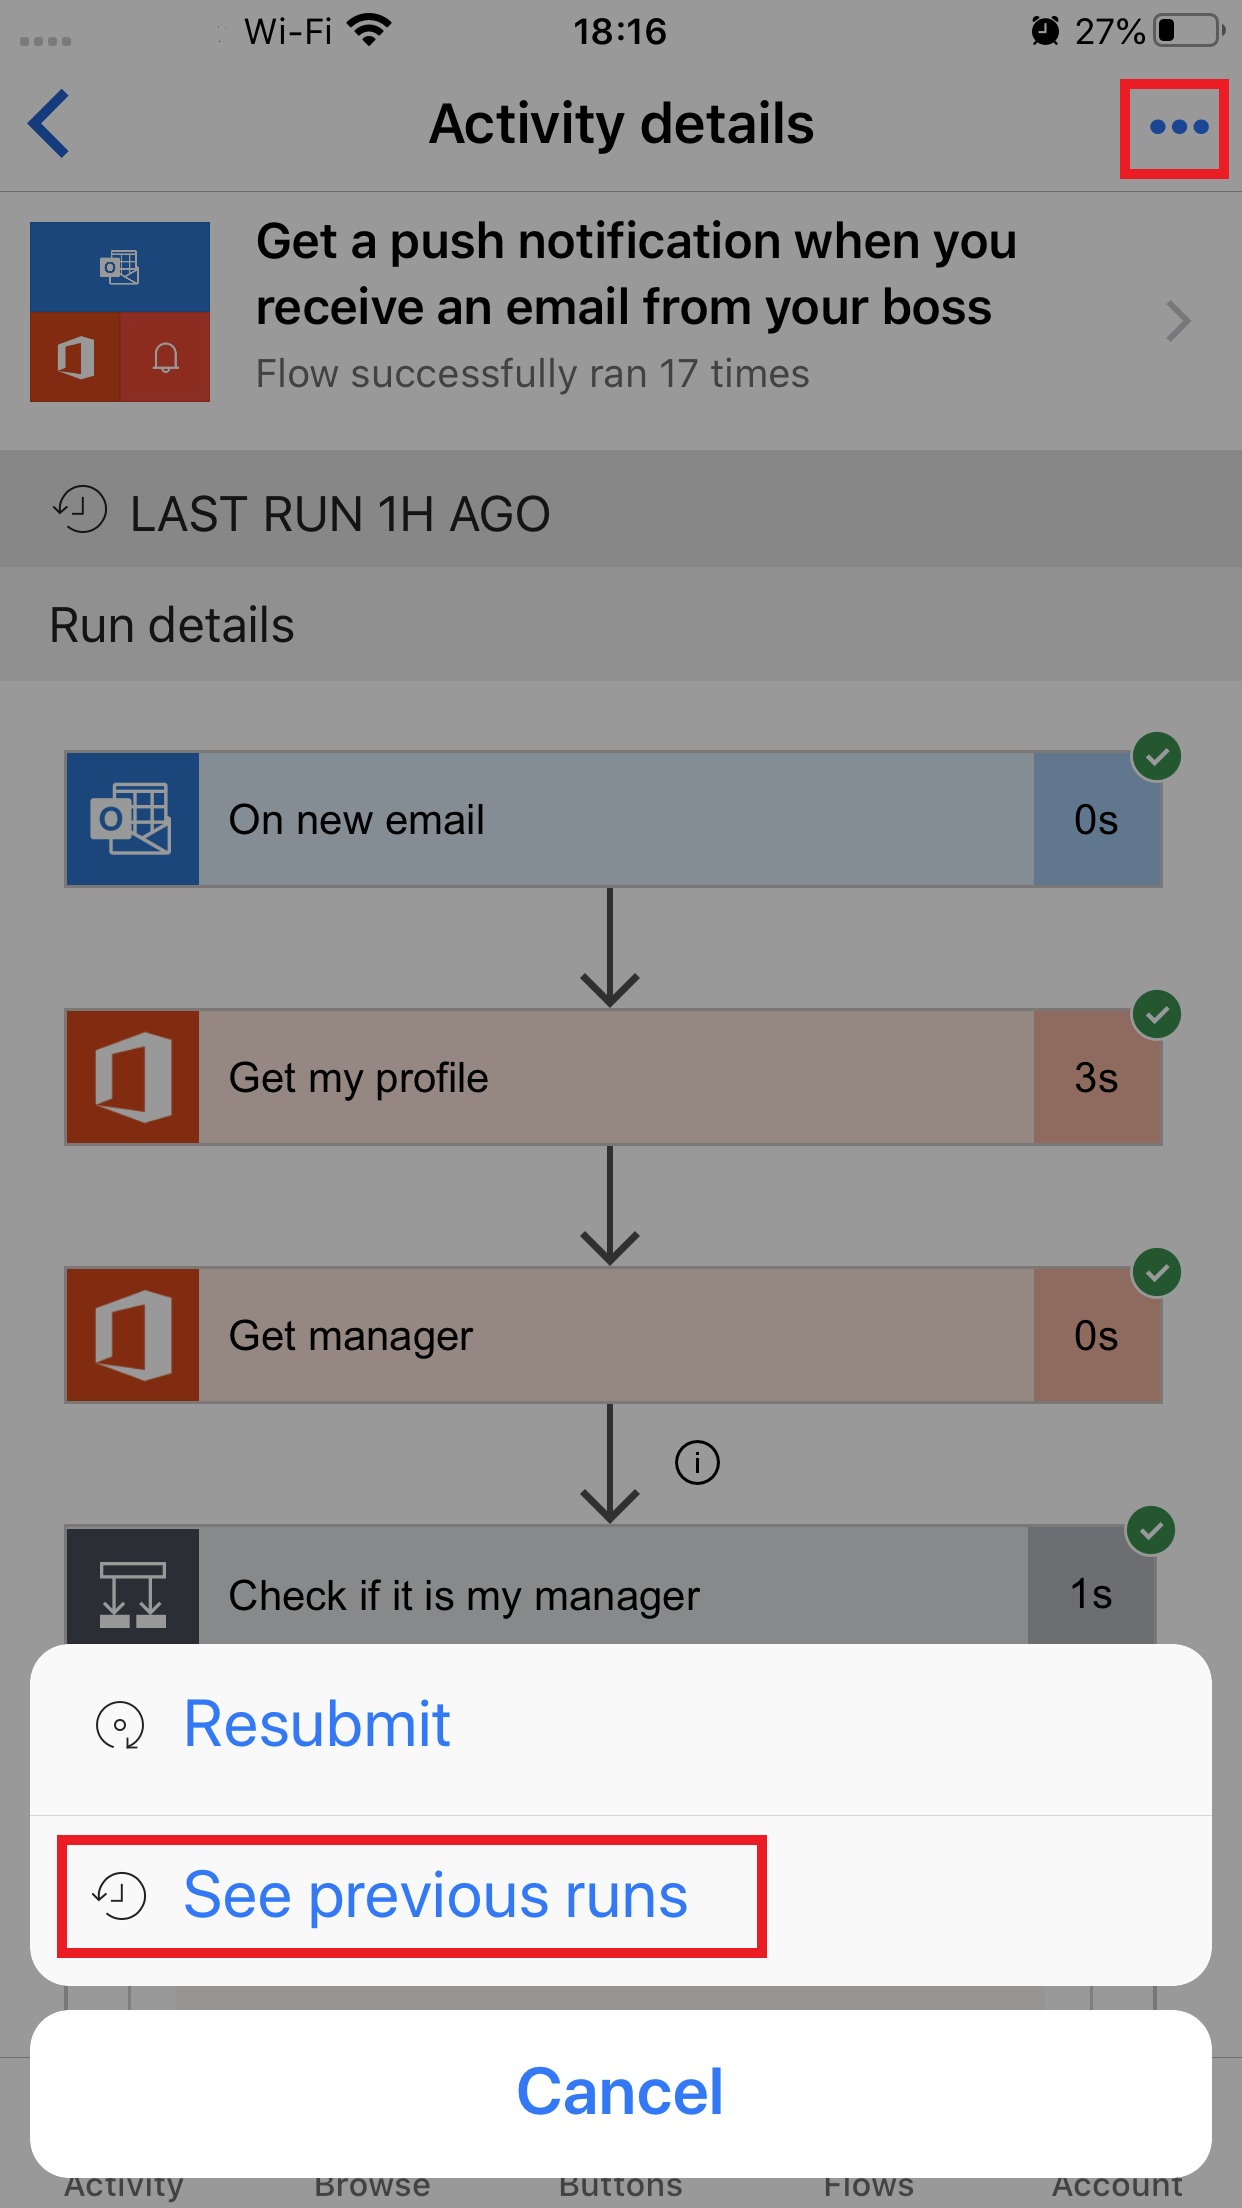 Wi-Fi 18:16 27%
Activity details
Get a push notification when you
receive an email from your boss
Flow successfully ran 17 times
LAST RUN 1H AGO
Run details
On new email 0s
Get my profile 3s
Get manager 0s
Check if it is my manager 1s
Resubmit
See previous runs
Cancel
Activity Browse Buttons Flows Account